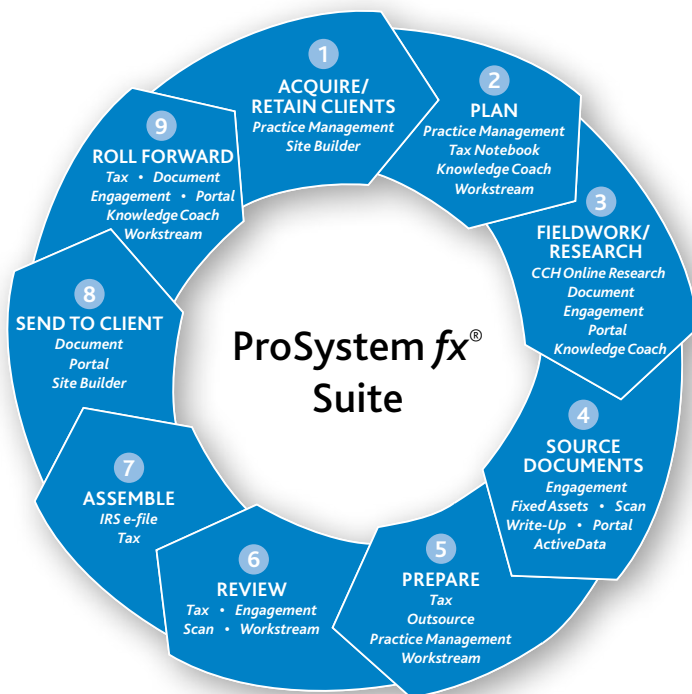 1
ACQUIRE/
RETAIN CLIENTS
Practice Management
Site Builder
2
PLAN
Practice Management
Tax Notebook
Knowledge Coach
Workstream
3
FIELDWORK/
RESEARCH
CCH Online Research
Document
Engagement
Portal
Knowledge Coach
4
SOURCE
DOCUMENTS
Engagement
Fixed Assets • Scan
Write-Up • Portal
ActiveData
5
PREPARE
Tax
Outsource
Practice Management
Workstream
6
REVIEW
Tax • Engagement
Scan • Workstream
7
ASSEMBLE
IRS e-file
Tax
8
SEND TO CLIENT
Document
Portal
Site Builder
9
ROLL FORWARD
Tax • Document
Engagement • Portal
Knowledge Coach
Workstream
ProSystem fx®
Suite